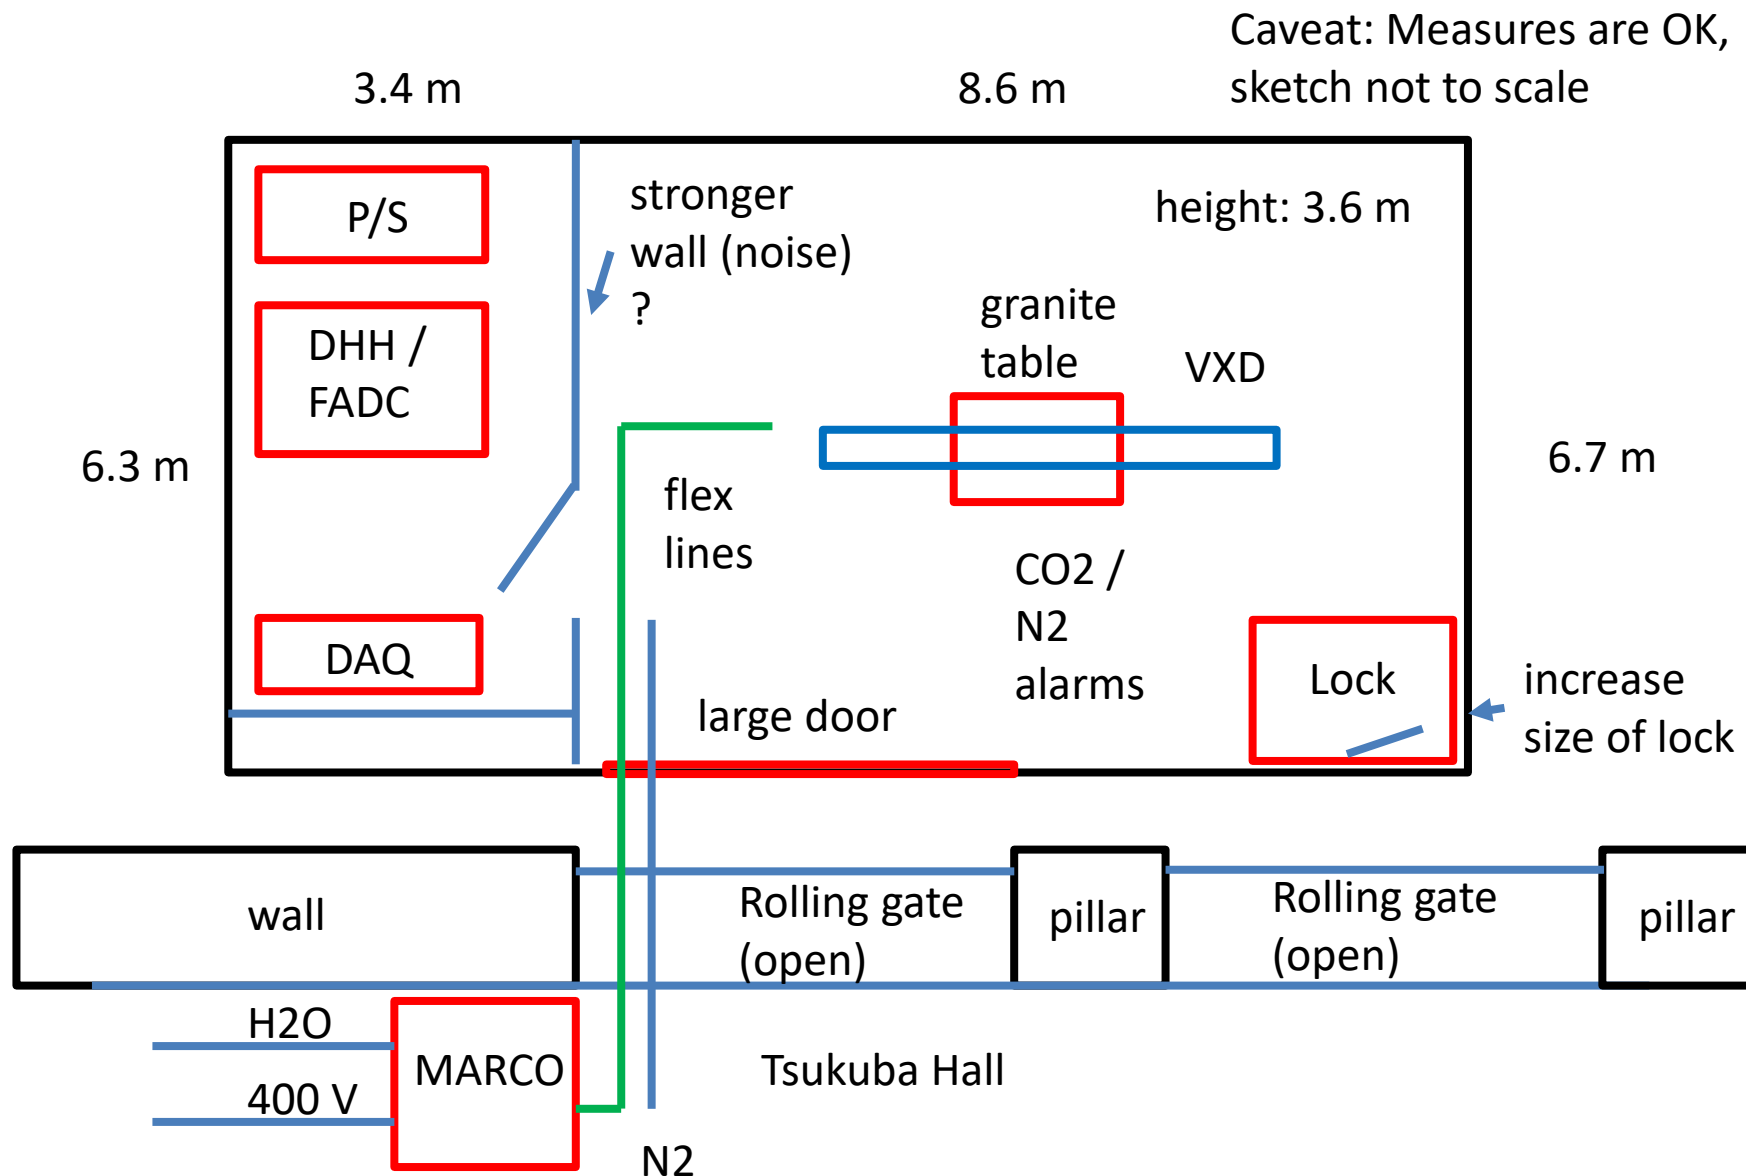 Caveat: Measures are OK,
sketch not to scale
3.4 m
8.6 m
P/S
stronger
wall (noise)
?
height: 3.6 m
DHH /
FADC
granite
table
VXD
6.3 m
6.7 m
flex
lines
CO2 /
N2
alarms
DAQ
large door
Lock
increase
size of lock
wall
Rolling gate
(open)
pillar
Rolling gate
(open)
pillar
H2O
400 V
MARCO
Tsukuba Hall
N2